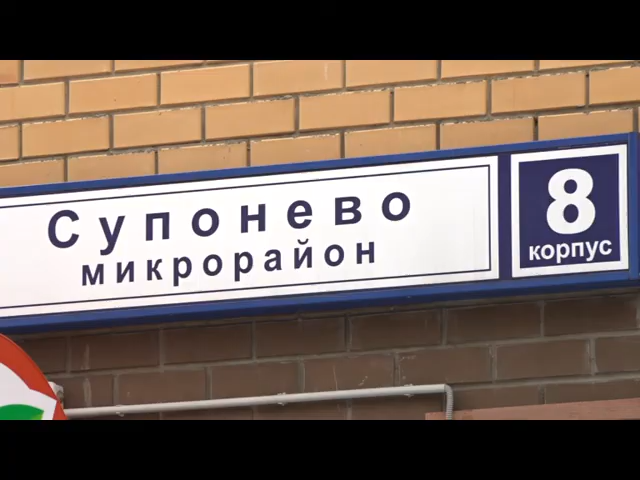 Супонево
микрорайон
8
корпус